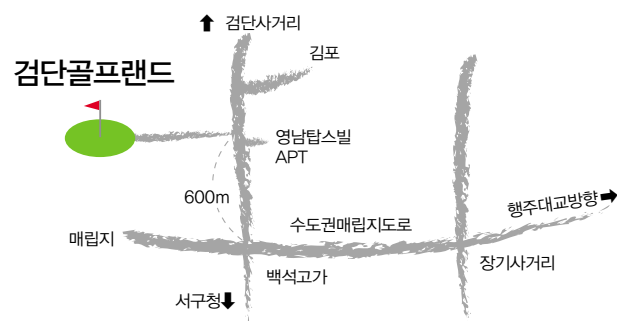 검단사거리
김포
검단골프랜드
영남탑스빌
APT
600m
행주대교방향
수도권매립지도로
매립지
장기사거리
백석고가
서구청